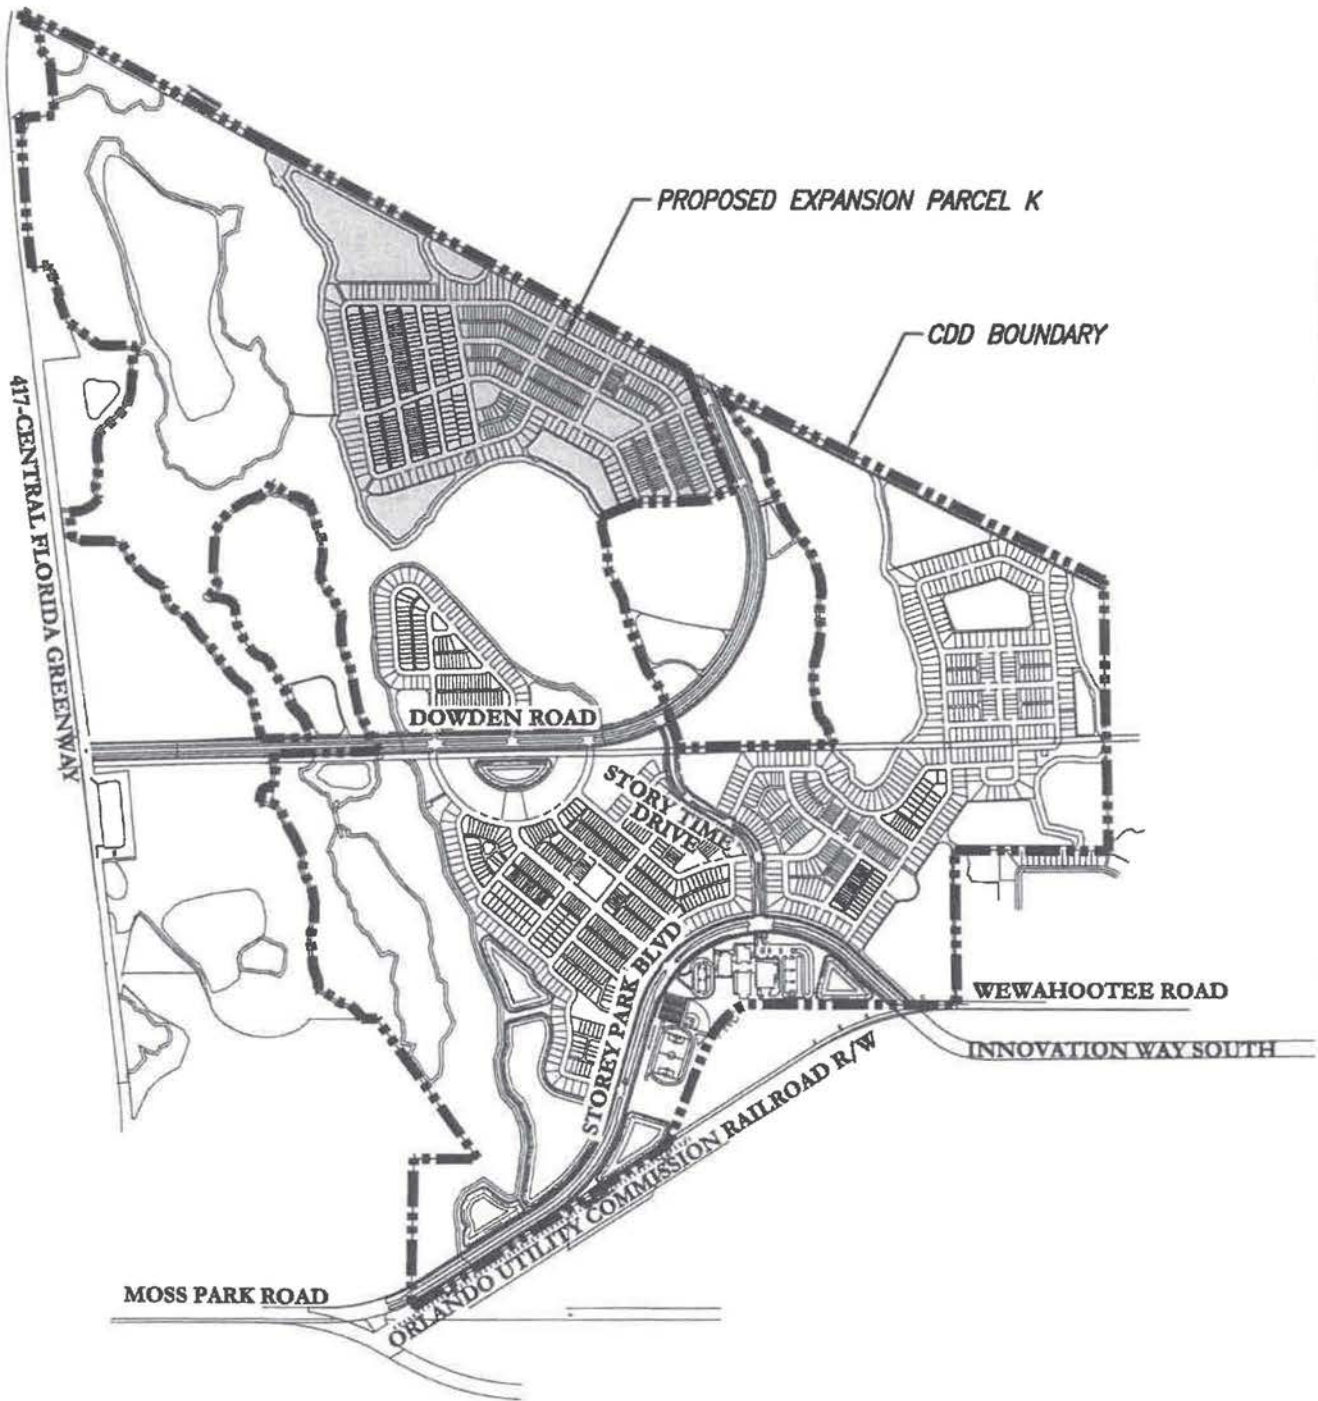 PROPOSED EXPANSION PARCEL K
CDD BOUNDARY
417-CENTRAL FLORIDA GREENWAY
DOWDEN ROAD
STORY TIME
DRIVE
STOREY PARK BLVD
WEWAHOOTEE ROAD
INNOVATION WAY SOUTH
ORLANDO UTILITY COMMISSION RAILROAD R/W
MOSS PARK ROAD